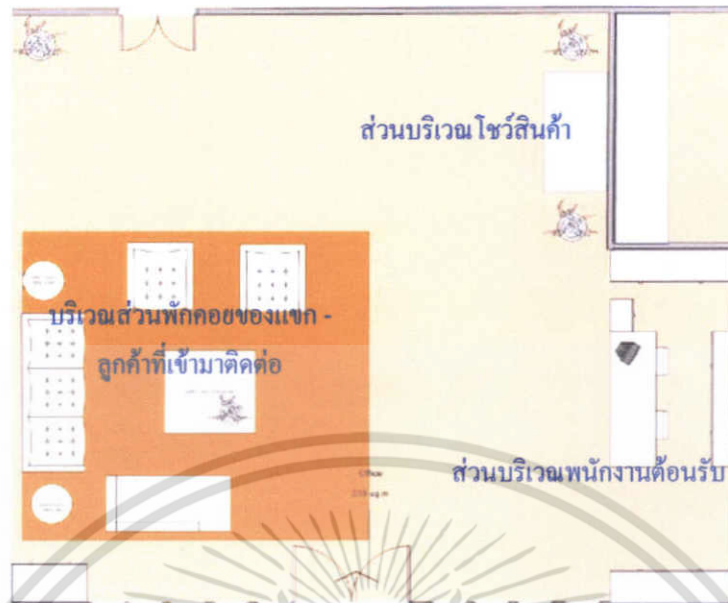 ส่วนบริเวณโชว์สินค้า
บริเวณส่วนพักคอยของแขก -
ลูกค้าที่เข้ามาติดต่อ
ส่วนบริเวณพนักงานต้อนรับ